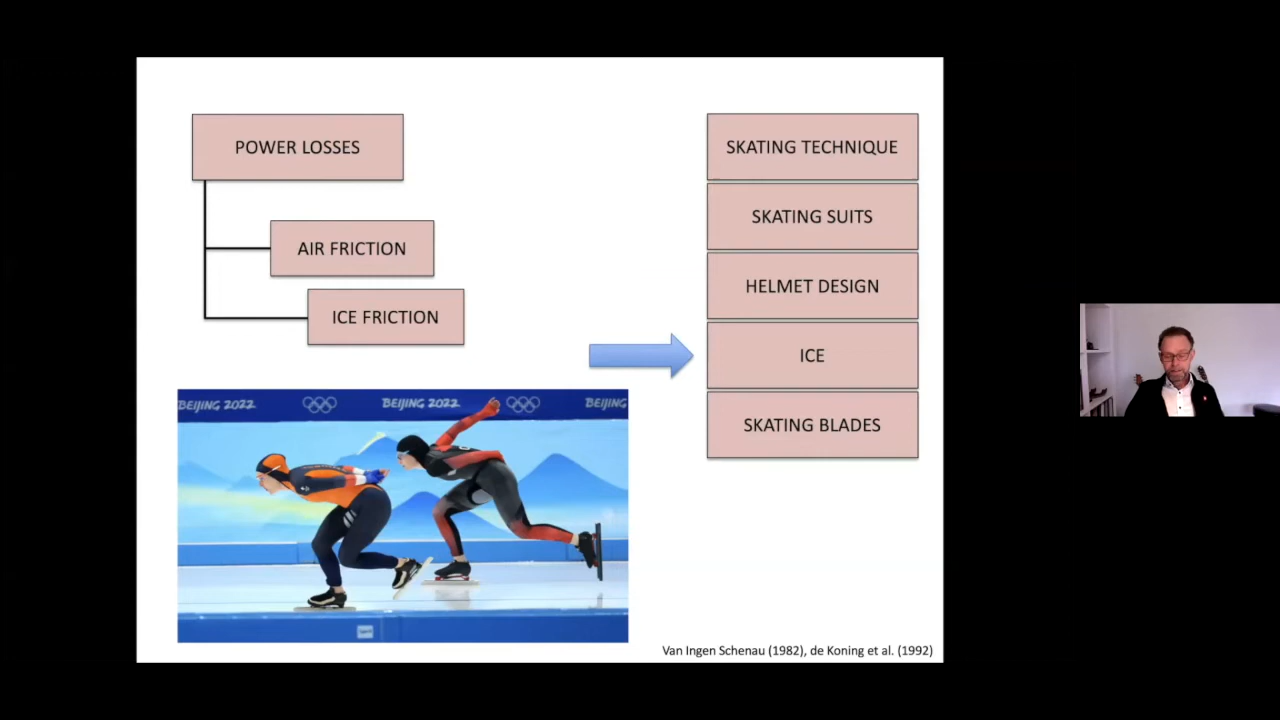 POWER LOSSES
AIR FRICTION
ICE FRICTION
SKATING TECHNIQUE
SKATING SUITS
HELMET DESIGN
ICE
SKATING BLADES
BEIJING 2022
BEIJING 2022
BEIJING
Van Ingen Schenau (1982), de Koning et al. (1992)